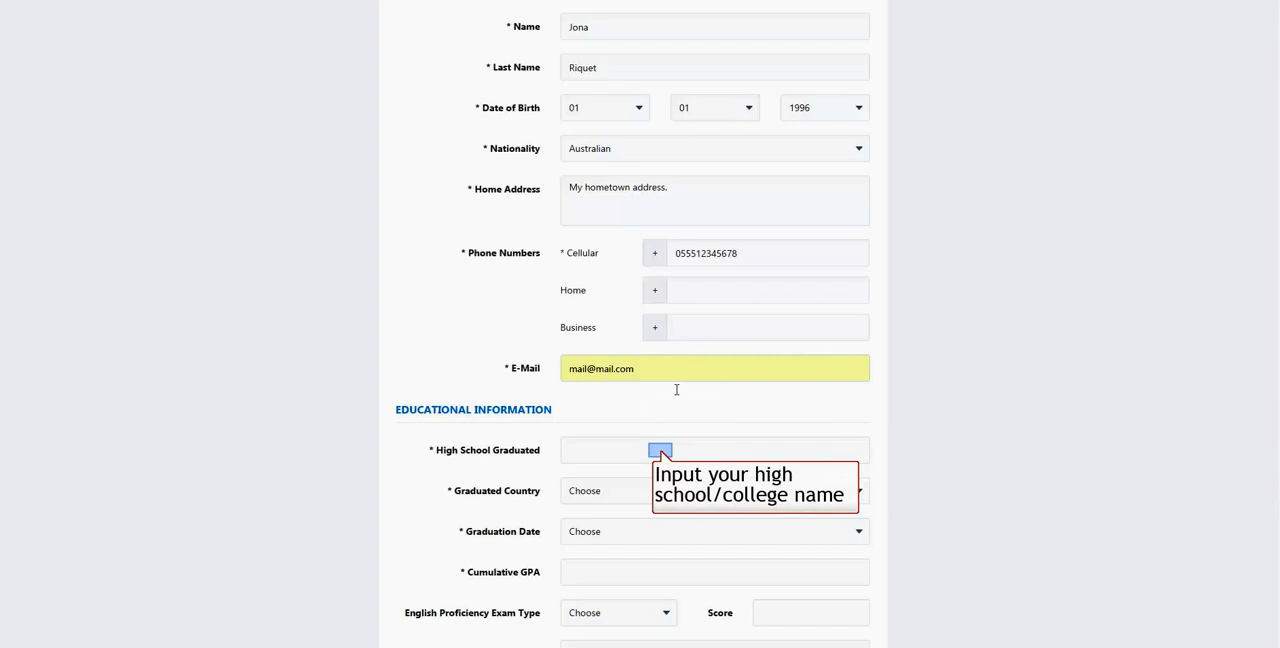 * Name Jona
* Last Name Riquet
* Date of Birth 01 01 1996
* Nationality Australian
* Home Address My hometown address.
* Phone Numbers * Cellular + 055512345678
Home +
Business +
* E-Mail mail@mail.com
EDUCATIONAL INFORMATION
* High School Graduated
Input your high
school/college name
* Graduated Country Choose
* Graduation Date Choose
* Cumulative GPA
English Proficiency Exam Type Choose Score